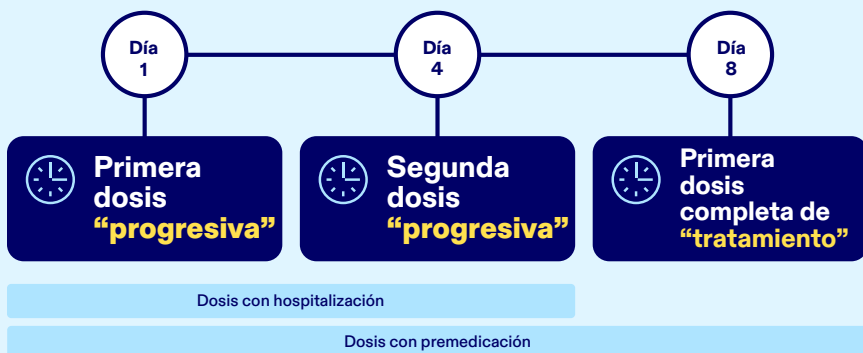 Día
1
Día
4
Día
8
Primera
dosis
“progresiva”
Segunda
dosis
“progresiva”
Primera
dosis
completa de
“tratamiento”
Dosis con hospitalización
Dosis con premedicación